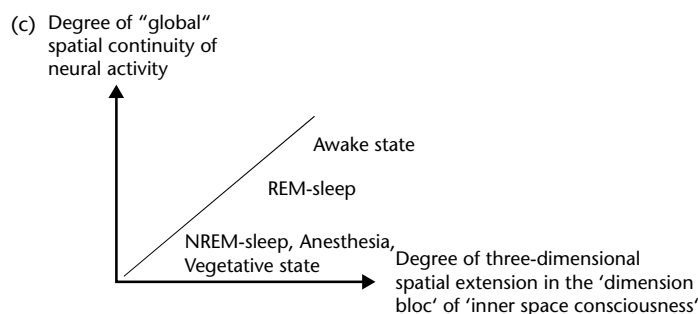 (c) Degree of “global“
spatial continuity of
neural activity
Awake state
REM-sleep
NREM-sleep, Anesthesia,
Vegetative state
Degree of three-dimensional
spatial extension in the ‘dimension
bloc‘ of ‘inner space consciousness‘